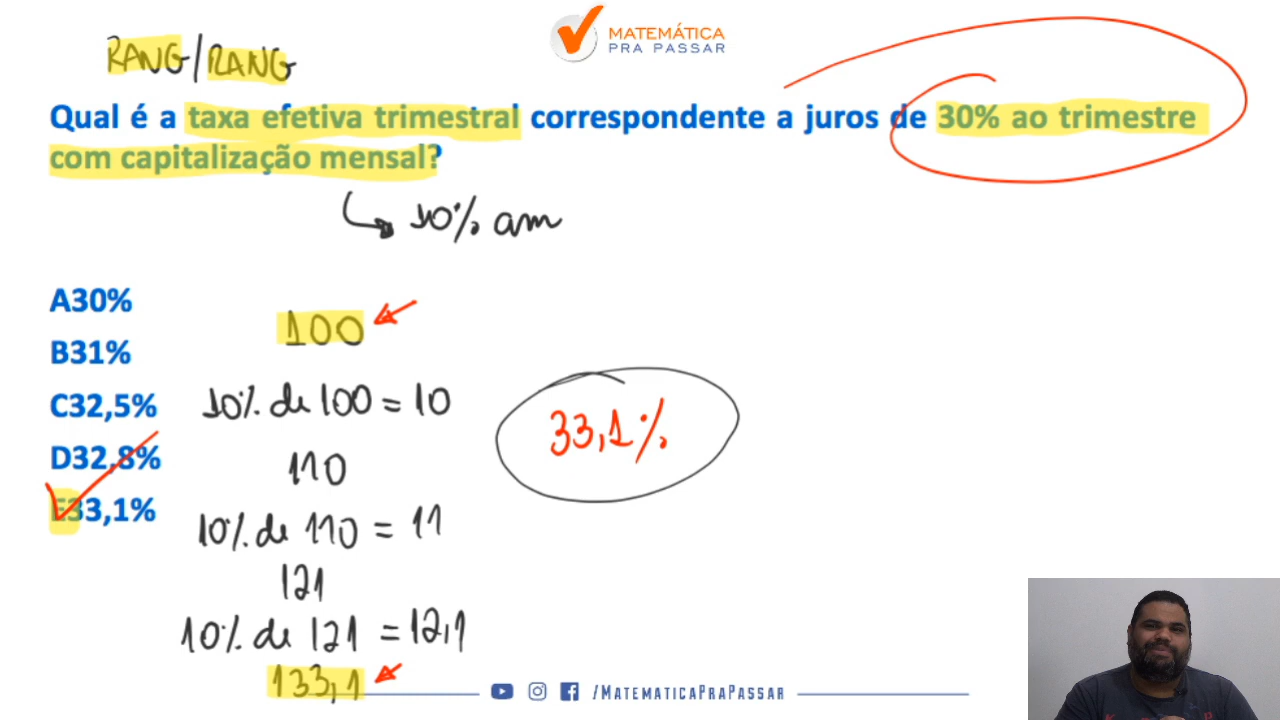 MATEMÁTICA
PRA PASSAR
RANG/RANG
Qual é a taxa efetiva trimestral correspondente a juros de 30% ao trimestre
com capitalização mensal?
10% am
A30%
B31%
C32,5%
D32,8%
E33,1%
100
10% de 100 = 10
110
10% de 110 = 11
121
10% de 121 = 12,1
133,1
33,1%
/MATEMATICAPRAPASSAR